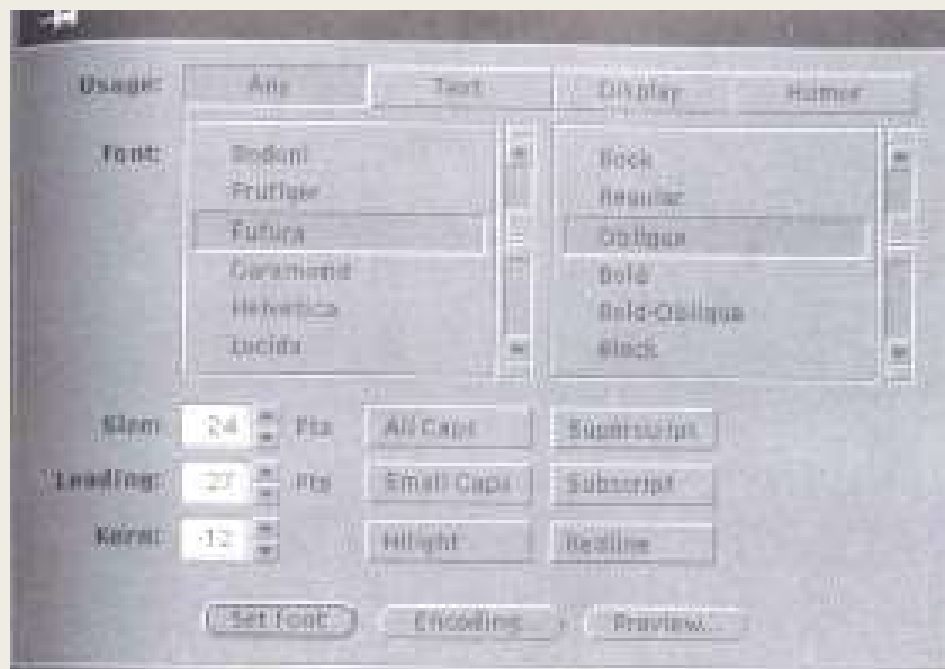 Usage: Any Text Display Humor
Font:
Bodoni Book
Frutiger Regular
Futura Oblique
Garamond Bold
Helvetica Bold-Oblique
Lucida Black
Size: 24 Pts All Caps Superscript
Leading: 27 Pts Small Caps Subscript
Kern: -12 Hilight Redline
Set Font Encoding... Preview...